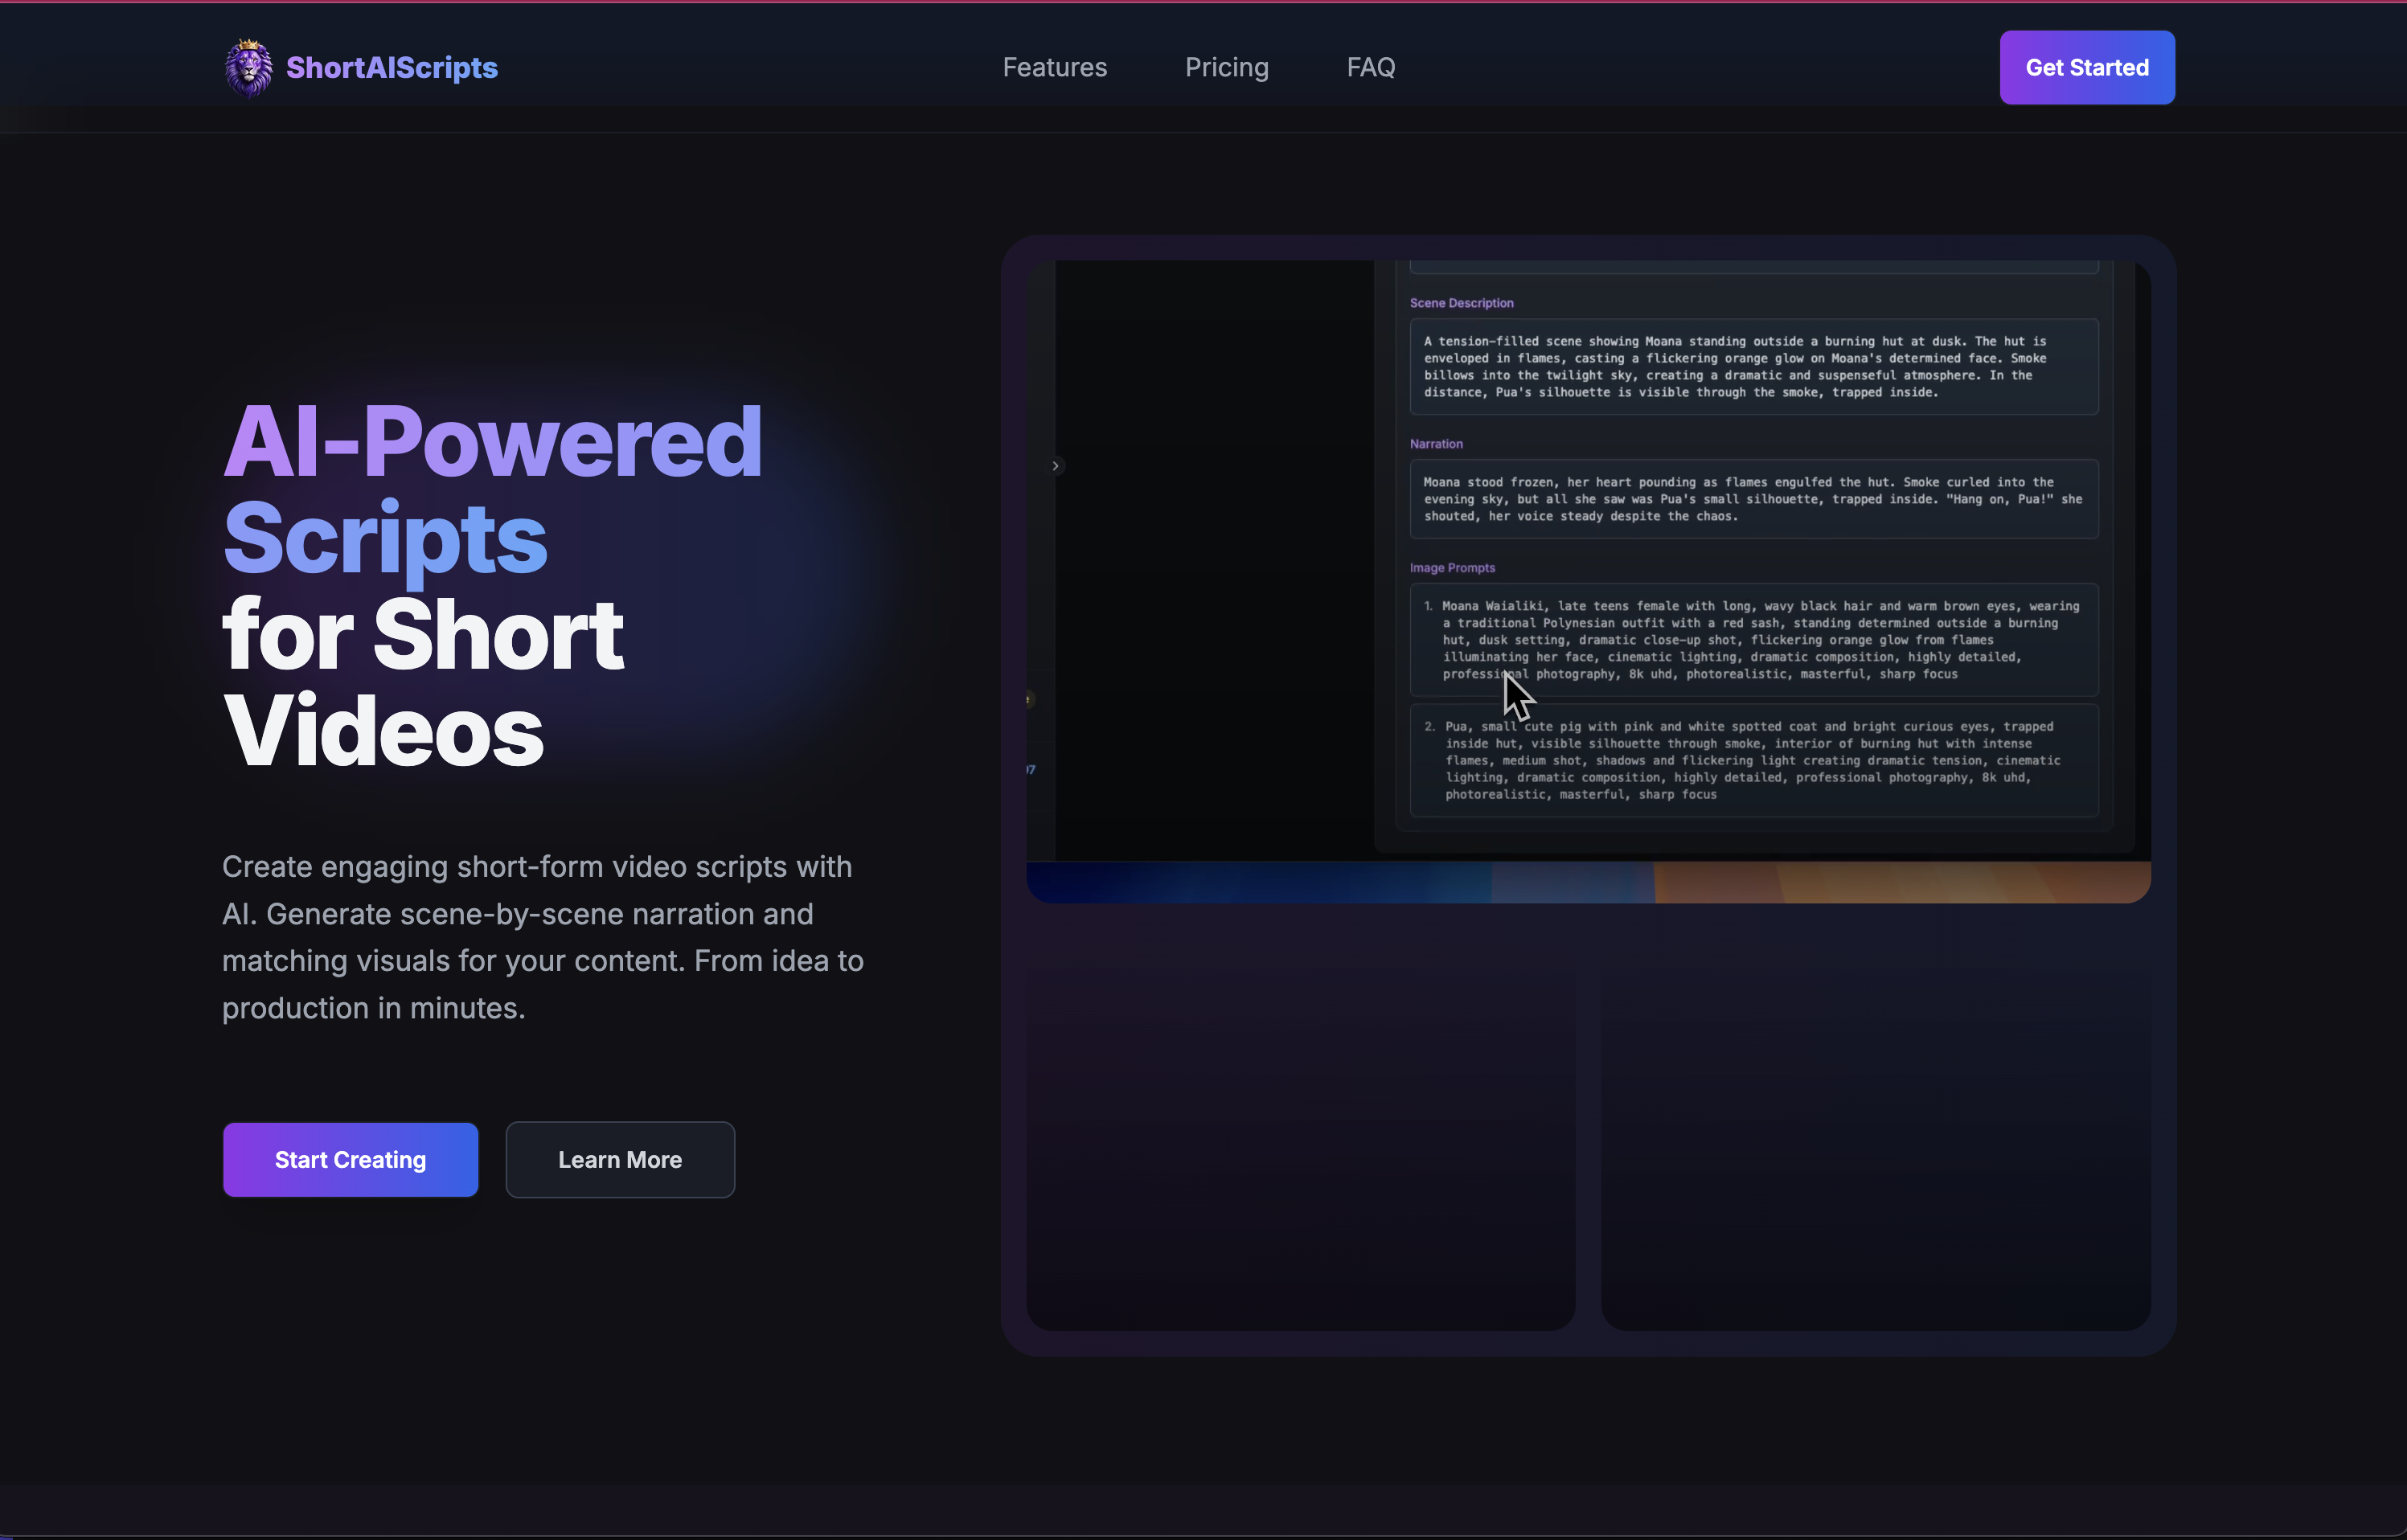 ShortAIScripts
Features
Pricing
FAQ
Get Started
AI-Powered
Scripts
for Short
Videos
Create engaging short-form video scripts with
AI. Generate scene-by-scene narration and
matching visuals for your content. From idea to
production in minutes.
Start Creating
Learn More
Scene Description
A tension-filled scene showing Moana standing outside a burning hut at dusk. The hut is
enveloped in flames, casting a flickering orange glow on Moana's determined face. Smoke
billows into the twilight sky, creating a dramatic and suspenseful atmosphere. In the
distance, Pua's silhouette is visible through the smoke, trapped inside.
Narration
Moana stood frozen, her heart pounding as flames engulfed the hut. Smoke curled into the
evening sky, but all she saw was Pua's small silhouette, trapped inside. "Hang on, Pua!" she
shouted, her voice steady despite the chaos.
Image Prompts
1. Moana Waialiki, late teens female with long, wavy black hair and warm brown eyes, wearing
a traditional Polynesian outfit with a red sash, standing determined outside a burning
hut, dusk setting, dramatic close-up shot, flickering orange glow from flames
illuminating her face, cinematic lighting, dramatic composition, highly detailed,
professional photography, 8k uhd, photorealistic, masterful, sharp focus
2. Pua, small cute pig with pink and white spotted coat and bright curious eyes, trapped
inside hut, visible silhouette through smoke, interior of burning hut with intense
flames, medium shot, shadows and flickering light creating dramatic tension, cinematic
lighting, dramatic composition, highly detailed, professional photography, 8k uhd,
photorealistic, masterful, sharp focus